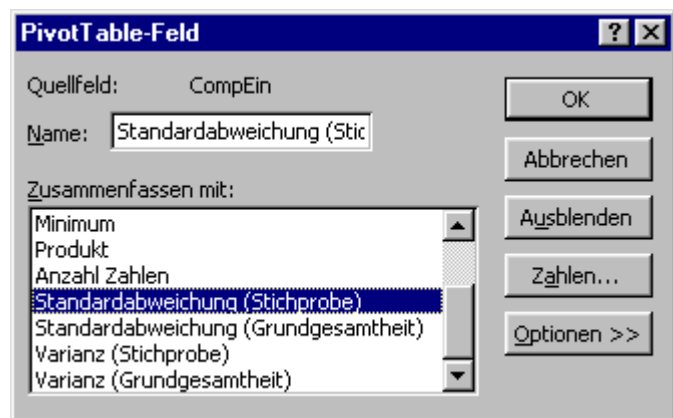 PivotTable-Feld
Quellfeld: CompEin
Name: Standardabweichung (Stic
Zusammenfassen mit:
Minimum
Produkt
Anzahl Zahlen
Standardabweichung (Stichprobe)
Standardabweichung (Grundgesamtheit)
Varianz (Stichprobe)
Varianz (Grundgesamtheit)
OK
Abbrechen
Ausblenden
Zahlen...
Optionen >>